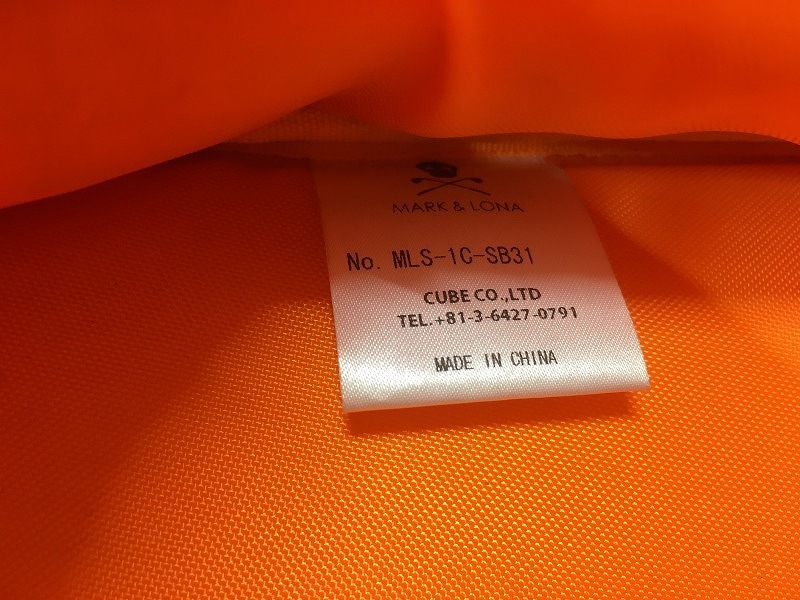 MARK & LONA
No. MLS-1C-SB31
CUBE CO.,LTD
TEL.+81-3-6427-0791
MADE IN CHINA